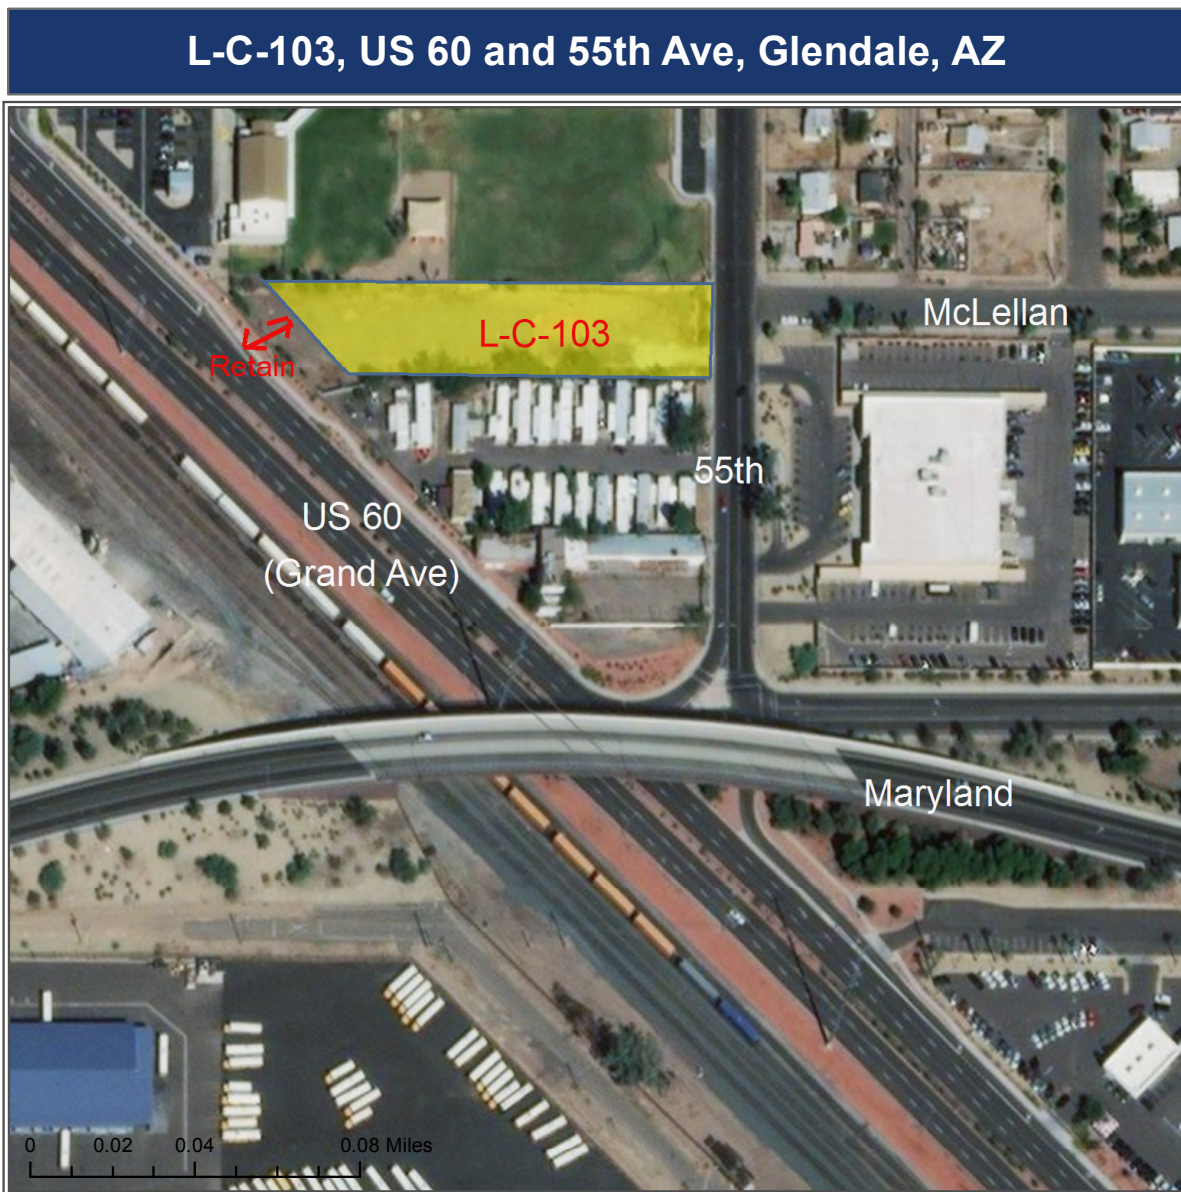 L-C-103, US 60 and 55th Ave, Glendale, AZ
McLellan
L-C-103
Retain
55th
US 60
(Grand Ave)
Maryland
0 0.02 0.04 0.08 Miles